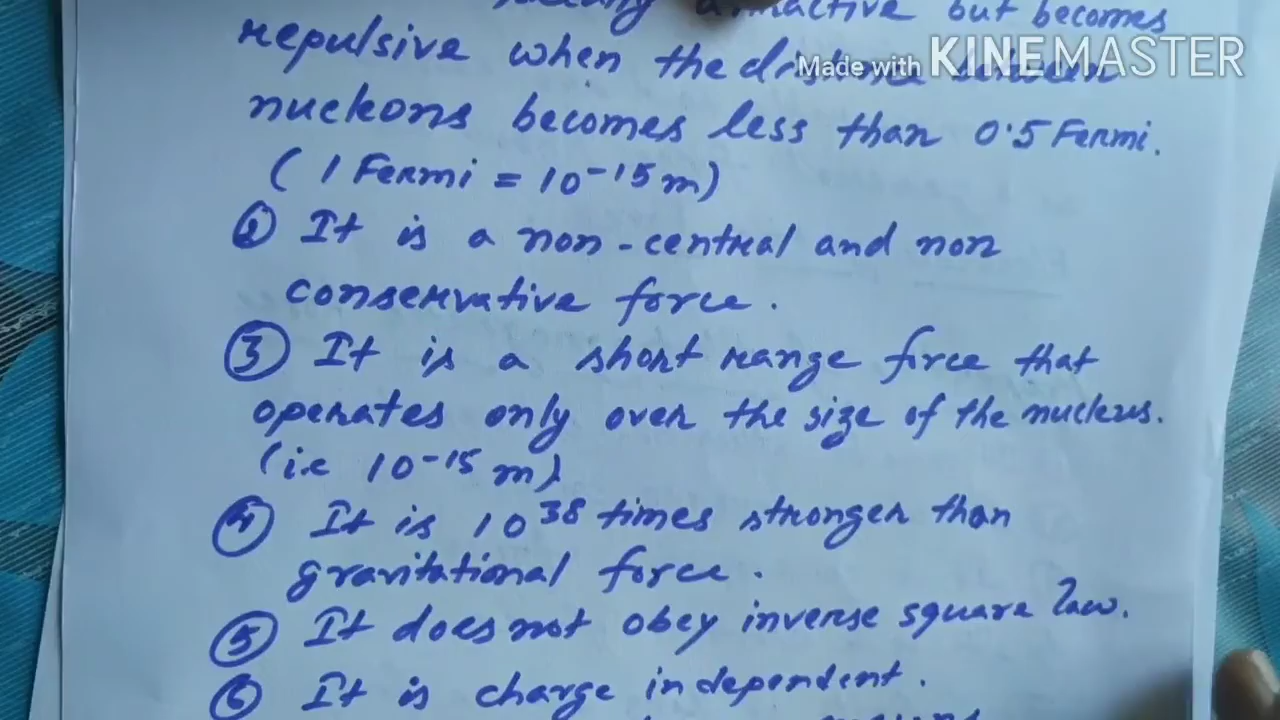 attractive but becomes
repulsive when the distance between
nuckons becomes less than 0.5 Fermi.
(1 Fermi = 10⁻¹⁵ m)
② It is a non-central and non
conservative force.
③ It is a short range force that
operates only over the size of the nucleus.
(i.e 10⁻¹⁵ m)
④ It is 10³⁸ times stronger than
gravitational force.
⑤ It does not obey inverse square law.
⑥ It is charge independent.
Made with KINEMASTER